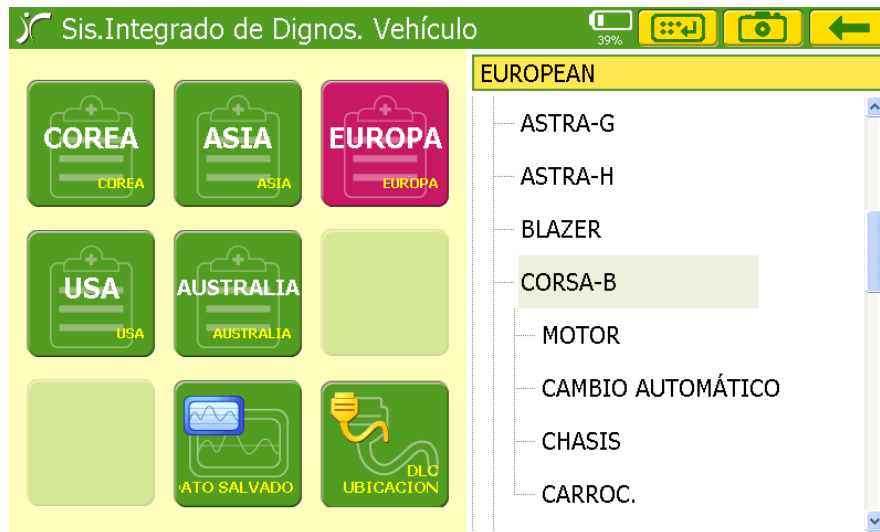 Sis.Integrado de Dignos. Vehículo
39%
COREA
COREA
ASIA
ASIA
EUROPA
EUROPA
USA
USA
AUSTRALIA
AUSTRALIA
ATO SALVADO
DLC
UBICACION
EUROPEAN
ASTRA-G
ASTRA-H
BLAZER
CORSA-B
MOTOR
CAMBIO AUTOMÁTICO
CHASIS
CARROC.